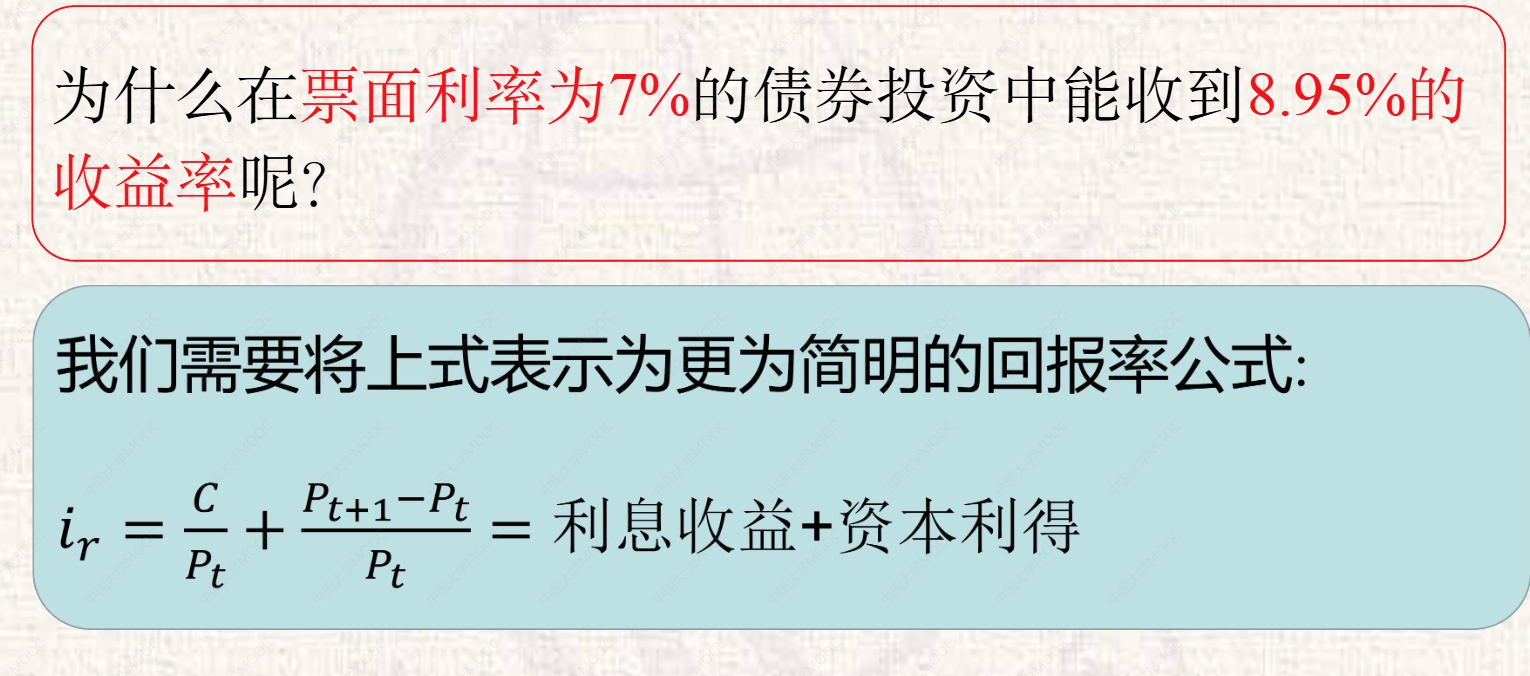 为什么在票面利率为7%的债券投资中能收到8.95%的
收益率呢?
我们需要将上式表示为更为简明的回报率公式:
i_r = C/P_t + (P_{t+1}−P_t)/P_t = 利息收益+资本利得